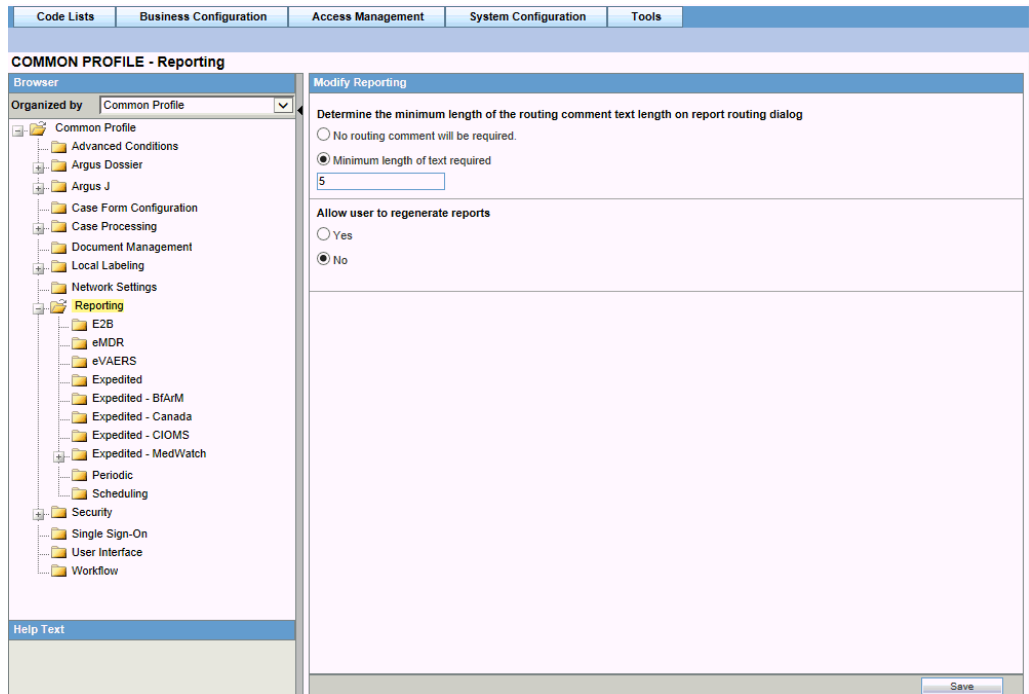 Code Lists Business Configuration Access Management System Configuration Tools
COMMON PROFILE - Reporting
Browser
Organized by Common Profile
Common Profile
Advanced Conditions
Argus Dossier
Argus J
Case Form Configuration
Case Processing
Document Management
Local Labeling
Network Settings
Reporting
E2B
eMDR
eVAERS
Expedited
Expedited - BfArM
Expedited - Canada
Expedited - CIOMS
Expedited - MedWatch
Periodic
Scheduling
Security
Single Sign-On
User Interface
Workflow
Help Text
Modify Reporting
Determine the minimum length of the routing comment text length on report routing dialog
No routing comment will be required.
Minimum length of text required
5
Allow user to regenerate reports
Yes
No
Save